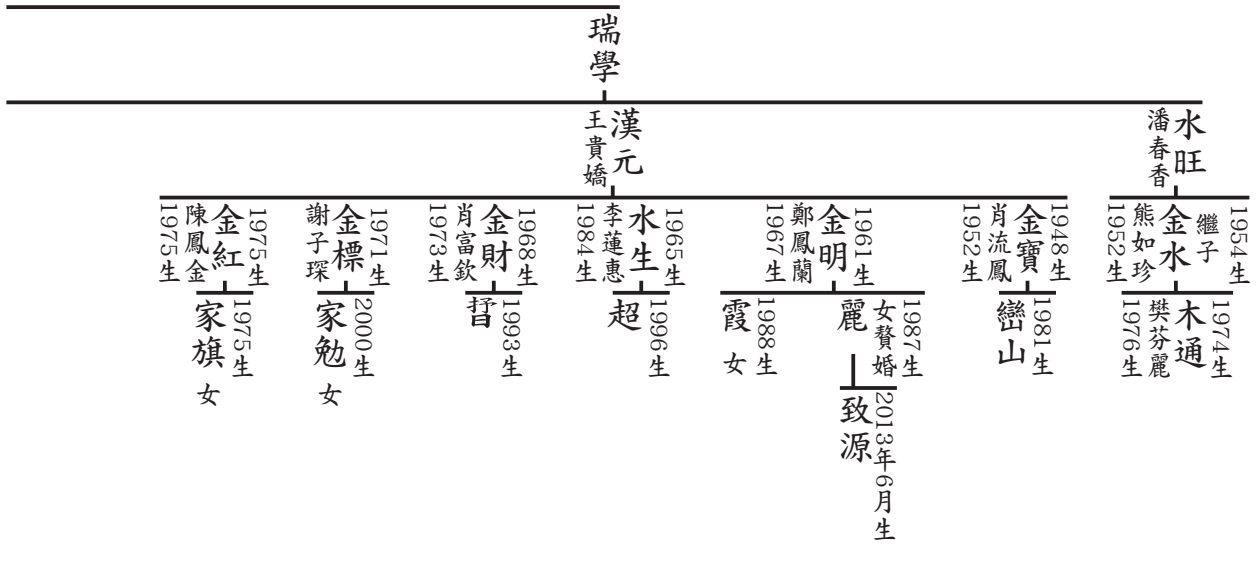 瑞學
水旺
潘春香
漢元
王貴嬌
1954生
繼子
金水
熊如珍
1952生
1948生
金寶
肖流鳳
1952生
1961生
金明
鄭鳳蘭
1967生
1965生
水生
李蓮惠
1984生
1968生
金財
肖富欽
1973生
1971生
金標
謝子琛
1975生
金紅
陳鳳金
1975生
1974生
木通
樊芬麗
1976生
1981生
巒山
1987生
女贅婚
麗
1988生
霞 女
1996生
超
1993生
2000生
家勉 女
1975生
家旗 女
2013年6月生
致源